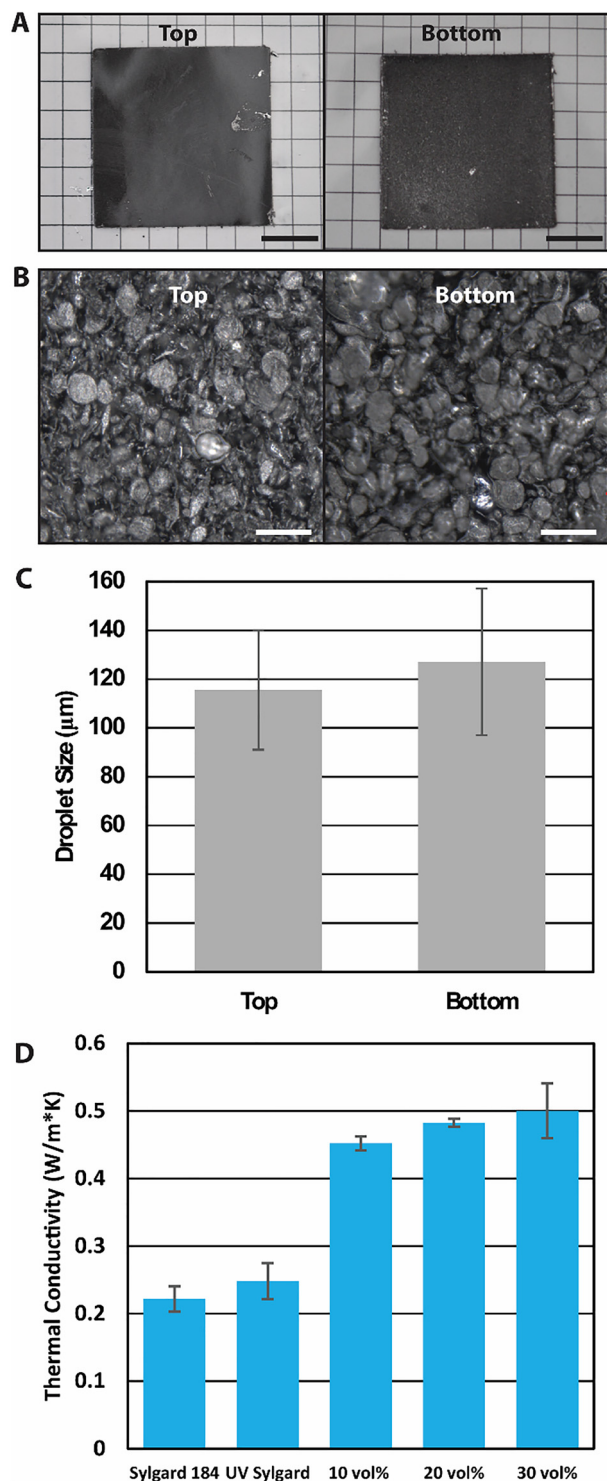 A
Top
Bottom
B
Top
Bottom
C
160
140
120
100
80
60
40
20
0
Droplet Size (μm)
Top
Bottom
D
0.6
0.5
0.4
0.3
0.2
0.1
0
Thermal Conductivity (W/m*K)
Sylgard 184 UV Sylgard 10 vol% 20 vol% 30 vol%